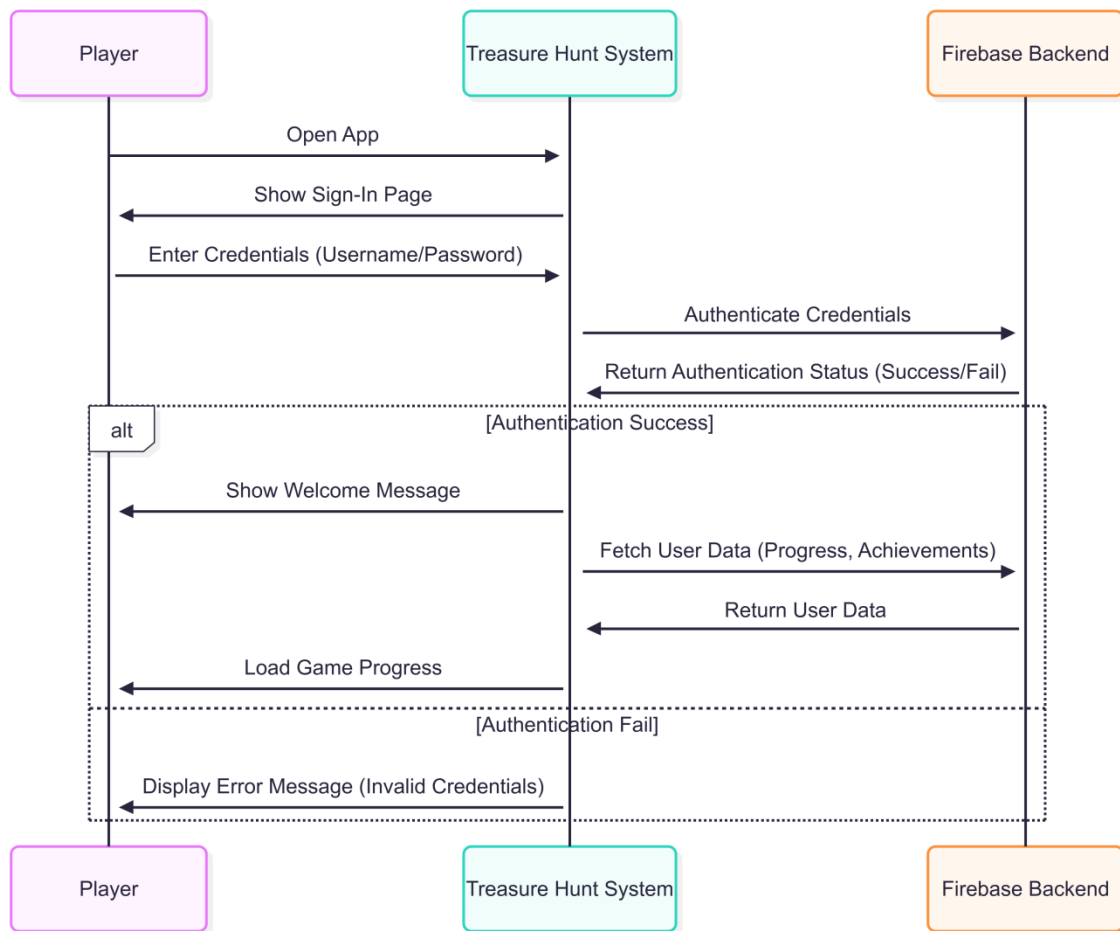 Player
Treasure Hunt System
Firebase Backend
Open App
Show Sign-In Page
Enter Credentials (Username/Password)
Authenticate Credentials
Return Authentication Status (Success/Fail)
alt
[Authentication Success]
Show Welcome Message
Fetch User Data (Progress, Achievements)
Return User Data
Load Game Progress
[Authentication Fail]
Display Error Message (Invalid Credentials)
Player
Treasure Hunt System
Firebase Backend